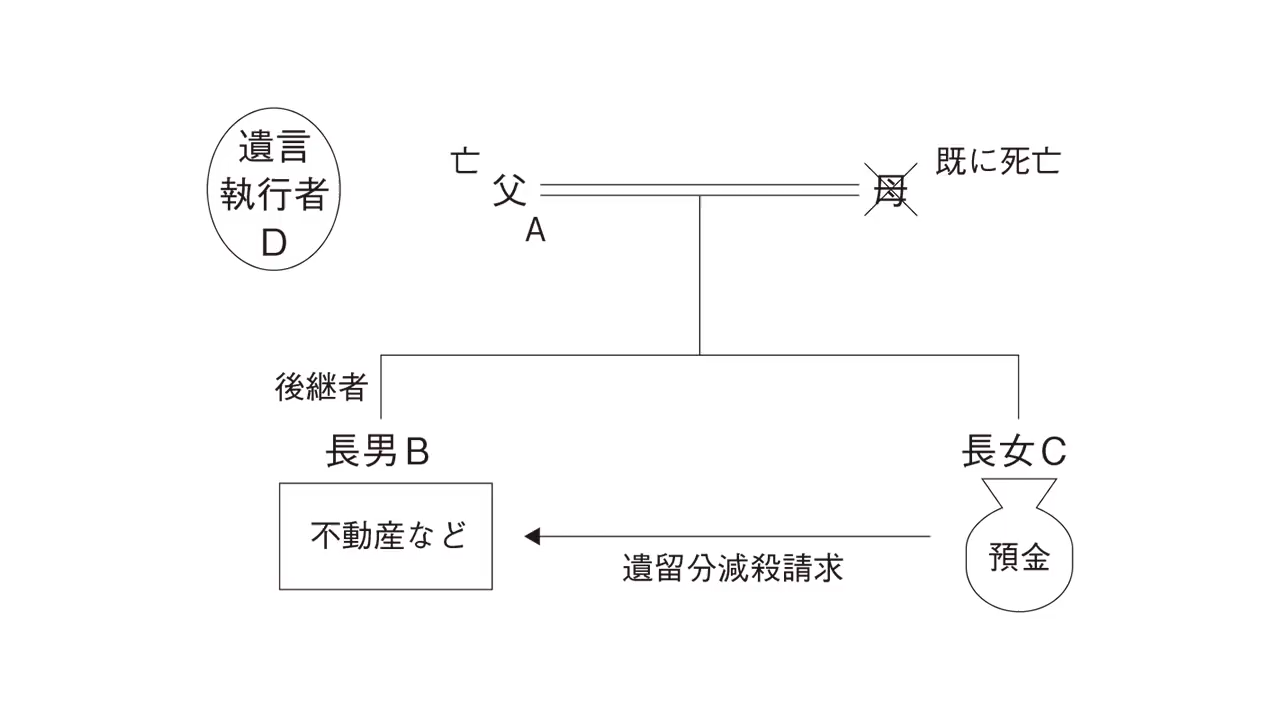 遺言
執行者
D
亡
父
A
母
既に死亡
後継者
長男B
不動産など
遺留分減殺請求
長女C
預金